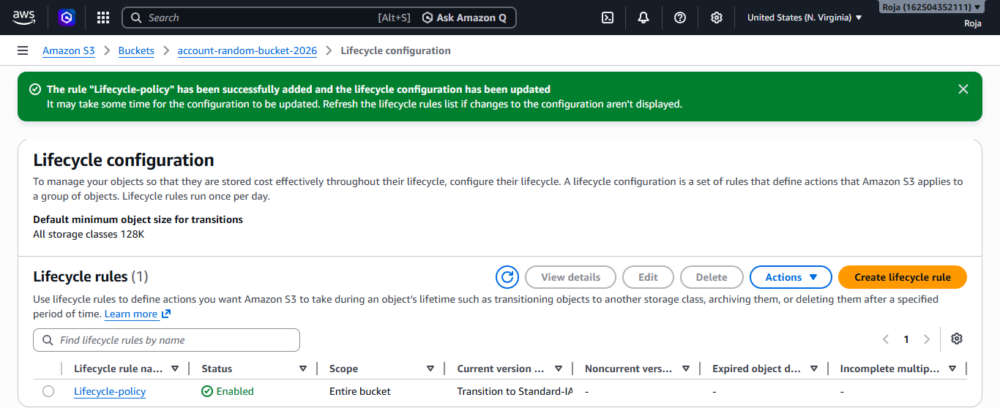 aws Search [Alt+S] Ask Amazon Q United States (N. Virginia) Roja (162504352111)
Roja
Amazon S3 Buckets account-random-bucket-2026 Lifecycle configuration
The rule "Lifecycle-policy" has been successfully added and the lifecycle configuration has been updated
It may take some time for the configuration to be updated. Refresh the lifecycle rules list if changes to the configuration aren't displayed.
Lifecycle configuration
To manage your objects so that they are stored cost effectively throughout their lifecycle, configure their lifecycle. A lifecycle configuration is a set of rules that define actions that Amazon S3 applies to
a group of objects. Lifecycle rules run once per day.
Default minimum object size for transitions
All storage classes 128K
Lifecycle rules (1) View details Edit Delete Actions Create lifecycle rule
Use lifecycle rules to define actions you want Amazon S3 to take during an object's lifetime such as transitioning objects to another storage class, archiving them, or deleting them after a specified
period of time. Learn more
Find lifecycle rules by name 1
Lifecycle rule na... Status Scope Current version ... Noncurrent vers... Expired object d... Incomplete multip...
Lifecycle-policy Enabled Entire bucket Transition to Standard-IA - - -